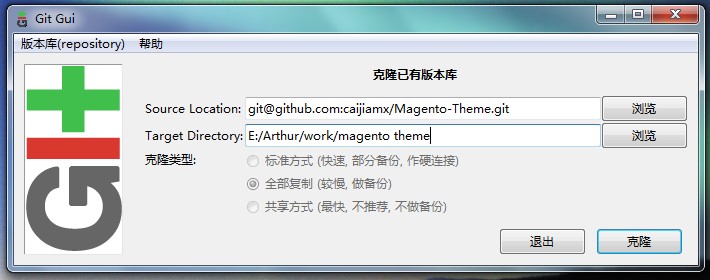 Git Gui
版本库(repository) 帮助
克隆已有版本库
Source Location: git@github.com:caijiamx/Magento-Theme.git 浏览
Target Directory: E:/Arthur/work/magento theme 浏览
克隆类型: 标准方式 (快速, 部分备份, 作硬连接)
全部复制 (较慢, 做备份)
共享方式 (最快, 不推荐, 不做备份)
退出 克隆